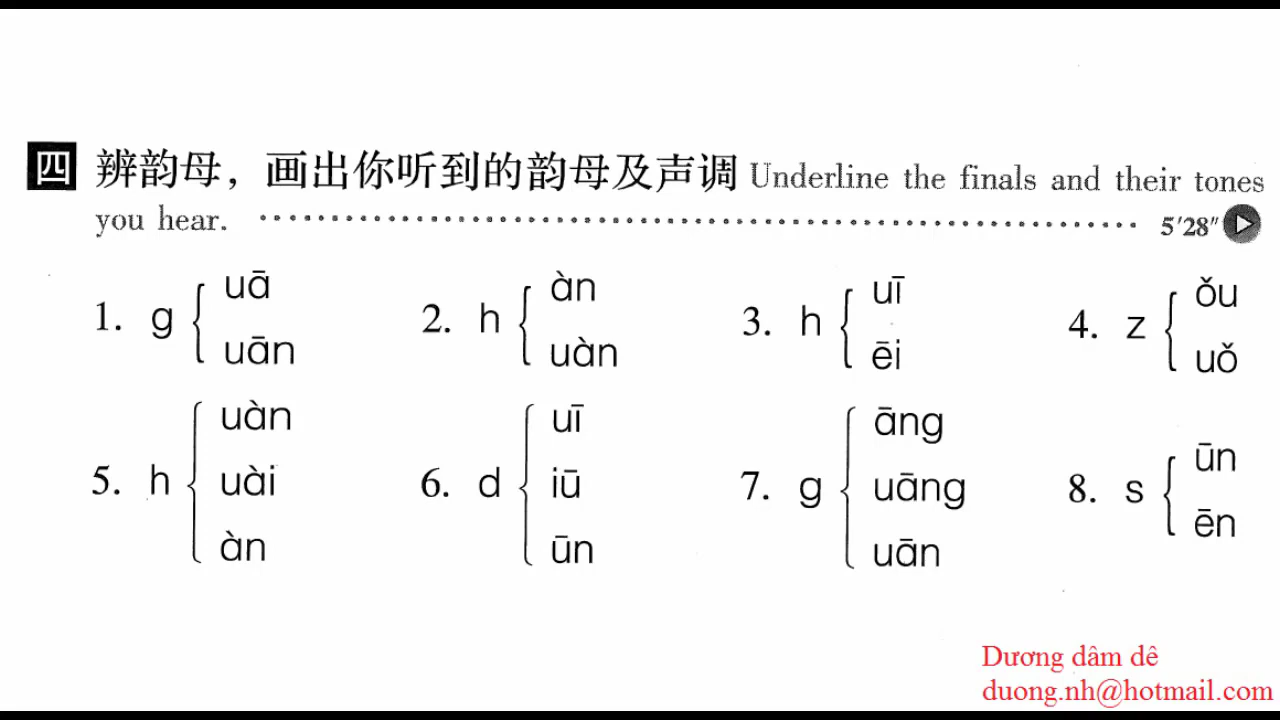 四 辨韵母，画出你听到的韵母及声调 Underline the finals and their tones
you hear. ································································ 5′28″
1. g { uā
uān
2. h { àn
uàn
3. h { uī
ēi
4. z { ǒu
uǒ
5. h { uàn
uài
àn
6. d { uī
iū
ūn
7. g { āng
uāng
uān
8. s { ūn
ēn
Dương dâm dê
duong.nh@hotmail.com